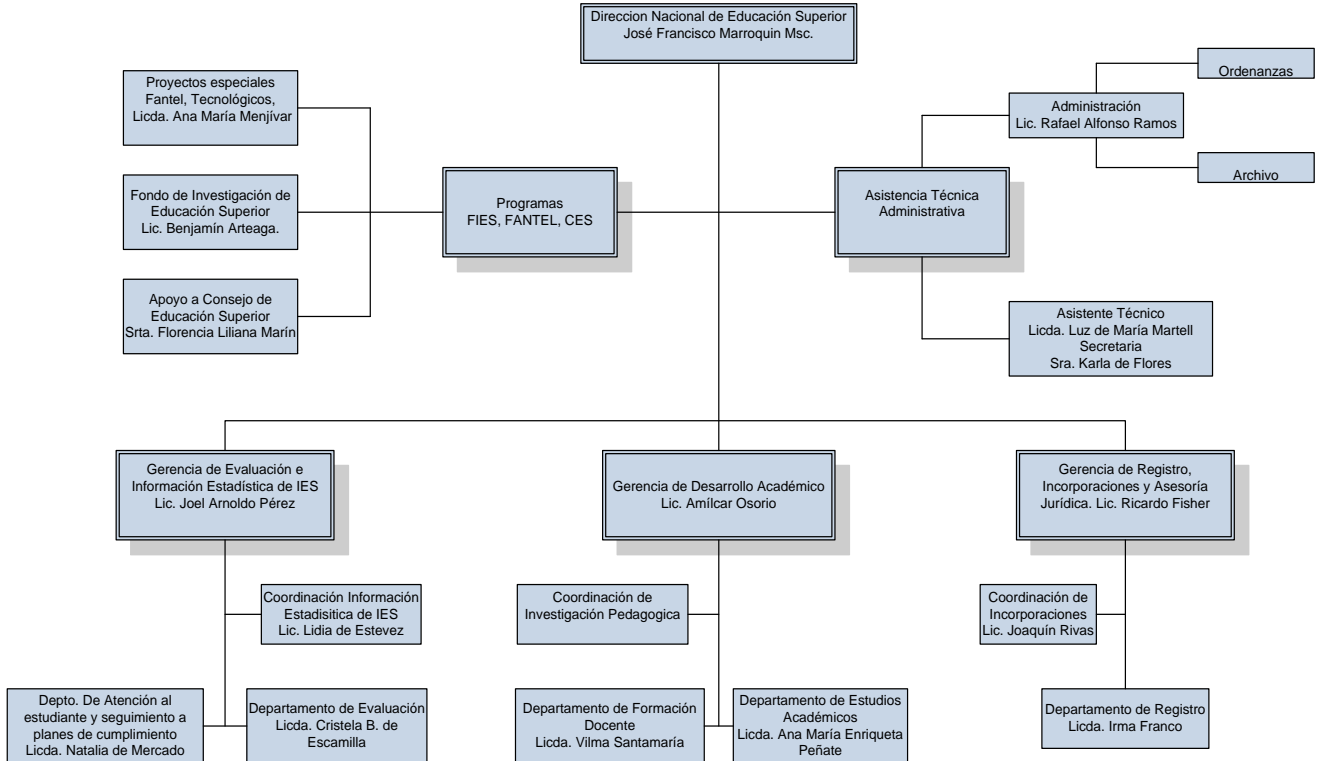 Direccion Nacional de Educación Superior
José Francisco Marroquin Msc.
Proyectos especiales
Fantel, Tecnológicos,
Licda. Ana María Menjívar
Ordenanzas
Administración
Lic. Rafael Alfonso Ramos
Archivo
Fondo de Investigación de
Educación Superior
Lic. Benjamín Arteaga.
Programas
FIES, FANTEL, CES
Asistencia Técnica
Administrativa
Apoyo a Consejo de
Educación Superior
Srta. Florencia Liliana Marín
Asistente Técnico
Licda. Luz de María Martell
Secretaria
Sra. Karla de Flores
Gerencia de Evaluación e
Información Estadística de IES
Lic. Joel Arnoldo Pérez
Gerencia de Desarrollo Académico
Lic. Amílcar Osorio
Gerencia de Registro,
Incorporaciones y Asesoría
Jurídica. Lic. Ricardo Fisher
Coordinación Información
Estadisitica de IES
Lic. Lidia de Estevez
Coordinación de
Investigación Pedagogica
Coordinación de
Incorporaciones
Lic. Joaquín Rivas
Depto. De Atención al
estudiante y seguimiento a
planes de cumplimiento
Licda. Natalia de Mercado
Departamento de Evaluación
Licda. Cristela B. de
Escamilla
Departamento de Formación
Docente
Licda. Vilma Santamaría
Departamento de Estudios
Académicos
Licda. Ana María Enriqueta
Peñate
Departamento de Registro
Licda. Irma Franco